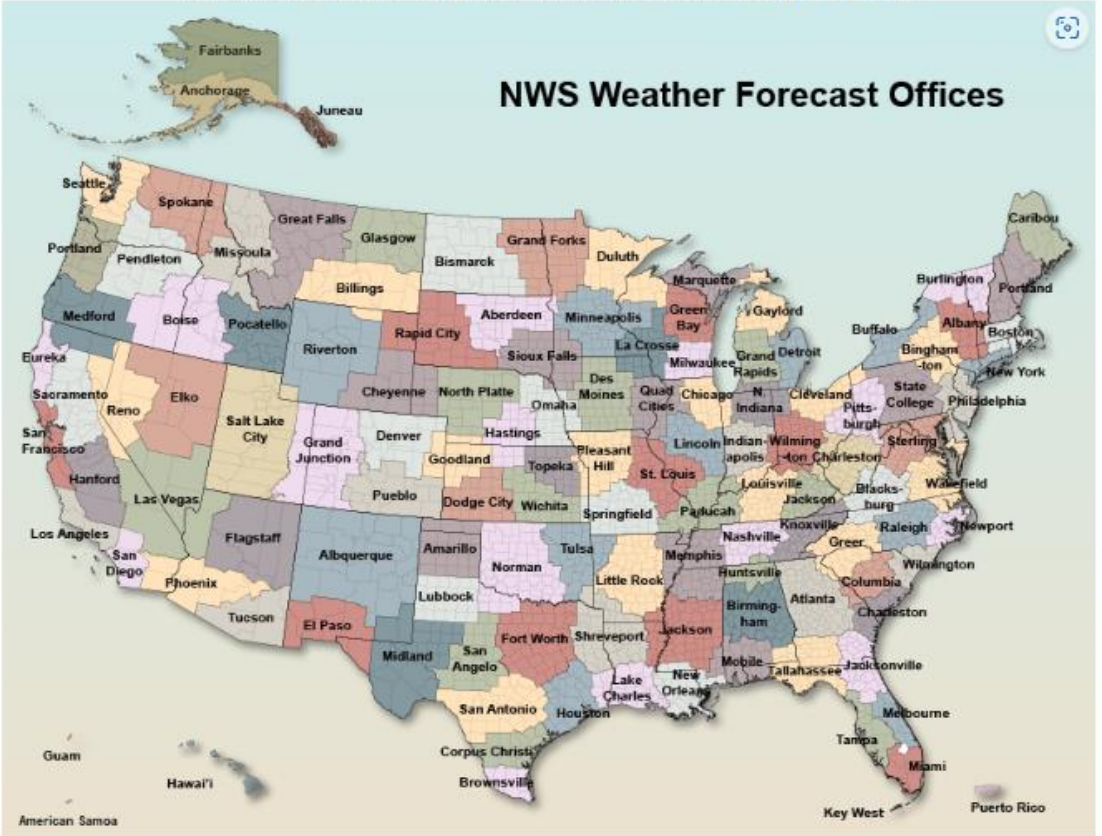 Fairbanks
Anchorage
Juneau
NWS Weather Forecast Offices
Seattle
Spokane
Great Falls
Glasgow
Caribou
Portland
Pendleton
Missoula
Bismarck
Grand Forks
Duluth
Marquette
Burlington
Portland
Billings
Medford
Boise
Pocatello
Riverton
Rapid City
Aberdeen
Minneapolis
Green
Bay
Gaylord
Buffalo
Albany
Boston
Eureka
Sioux Falls
La Crosse
Milwaukee
Grand
Rapids
Detroit
Bingham
-ton
New York
Sacramento
Reno
Elko
Salt Lake
City
Cheyenne
North Platte
Omaha
Des
Moines
Quad
Cities
Chicago
N.
Indiana
Cleveland
Pitts-
burgh
State
College
Philadelphia
San
Francisco
Grand
Junction
Denver
Hastings
Goodland
Topeka
Pleasant
Hill
St. Louis
Lincoln
Indian-
apolis
Wilming
-ton
Charleston
Sterling
Hanford
Las Vegas
Pueblo
Dodge City
Wichita
Springfield
Paducah
Louisville
Jackson
Blacks-
burg
Wakefield
Los Angeles
San
Diego
Flagstaff
Albquerque
Amarillo
Norman
Tulsa
Little Rock
Memphis
Nashville
Knoxville
Greer
Raleigh
Newport
Phoenix
Tucson
Lubbock
Huntsville
Atlanta
Columbia
Wilmington
El Paso
Midland
San
Angelo
Fort Worth
Shreveport
Jackson
Birming-
ham
Charleston
San Antonio
Houston
Lake
Charles
New
Orleans
Mobile
Tallahassee
Jacksonville
Corpus Christi
Brownsville
Melbourne
Tampa
Miami
Key West
Puerto Rico
Guam
Hawai'i
American Samoa